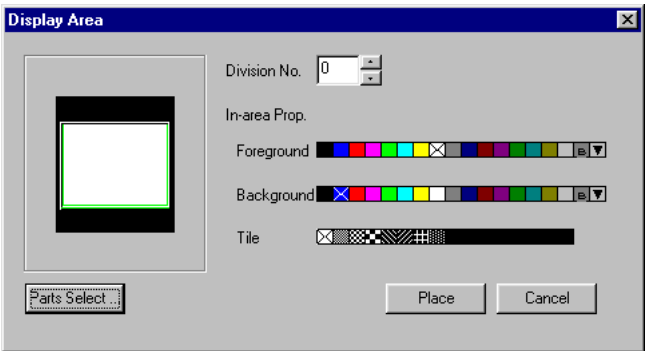 Display Area
Division No. 0
In-area Prop.
Foreground B
Background B
Tile
Parts Select ..
Place Cancel